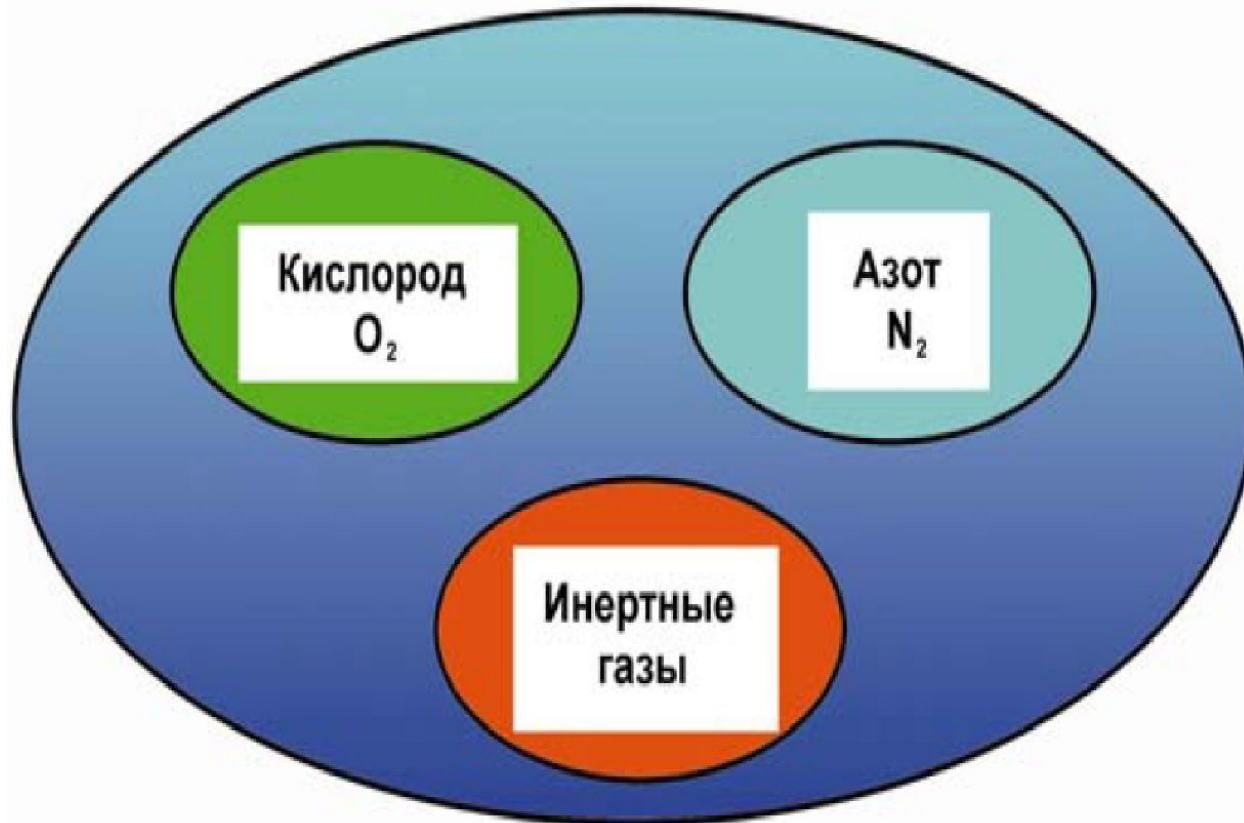 Кислород
O₂
Азот
N₂
Инертные
газы